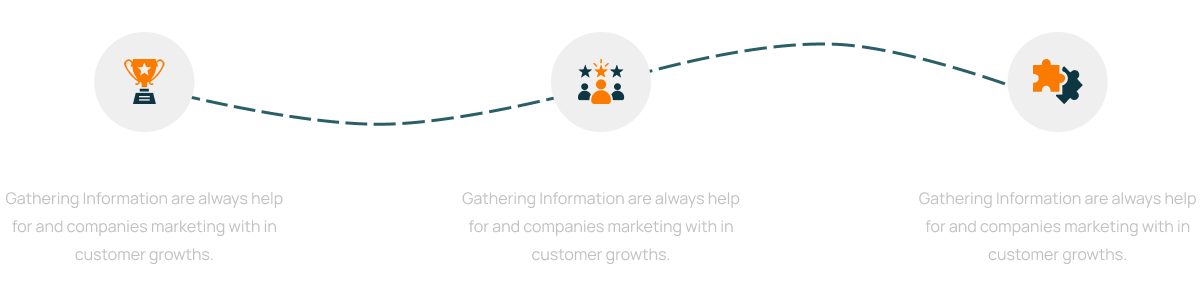 Gathering Information are always help
for and companies marketing with in
customer growths.
Gathering Information are always help
for and companies marketing with in
customer growths.
Gathering Information are always help
for and companies marketing with in
customer growths.